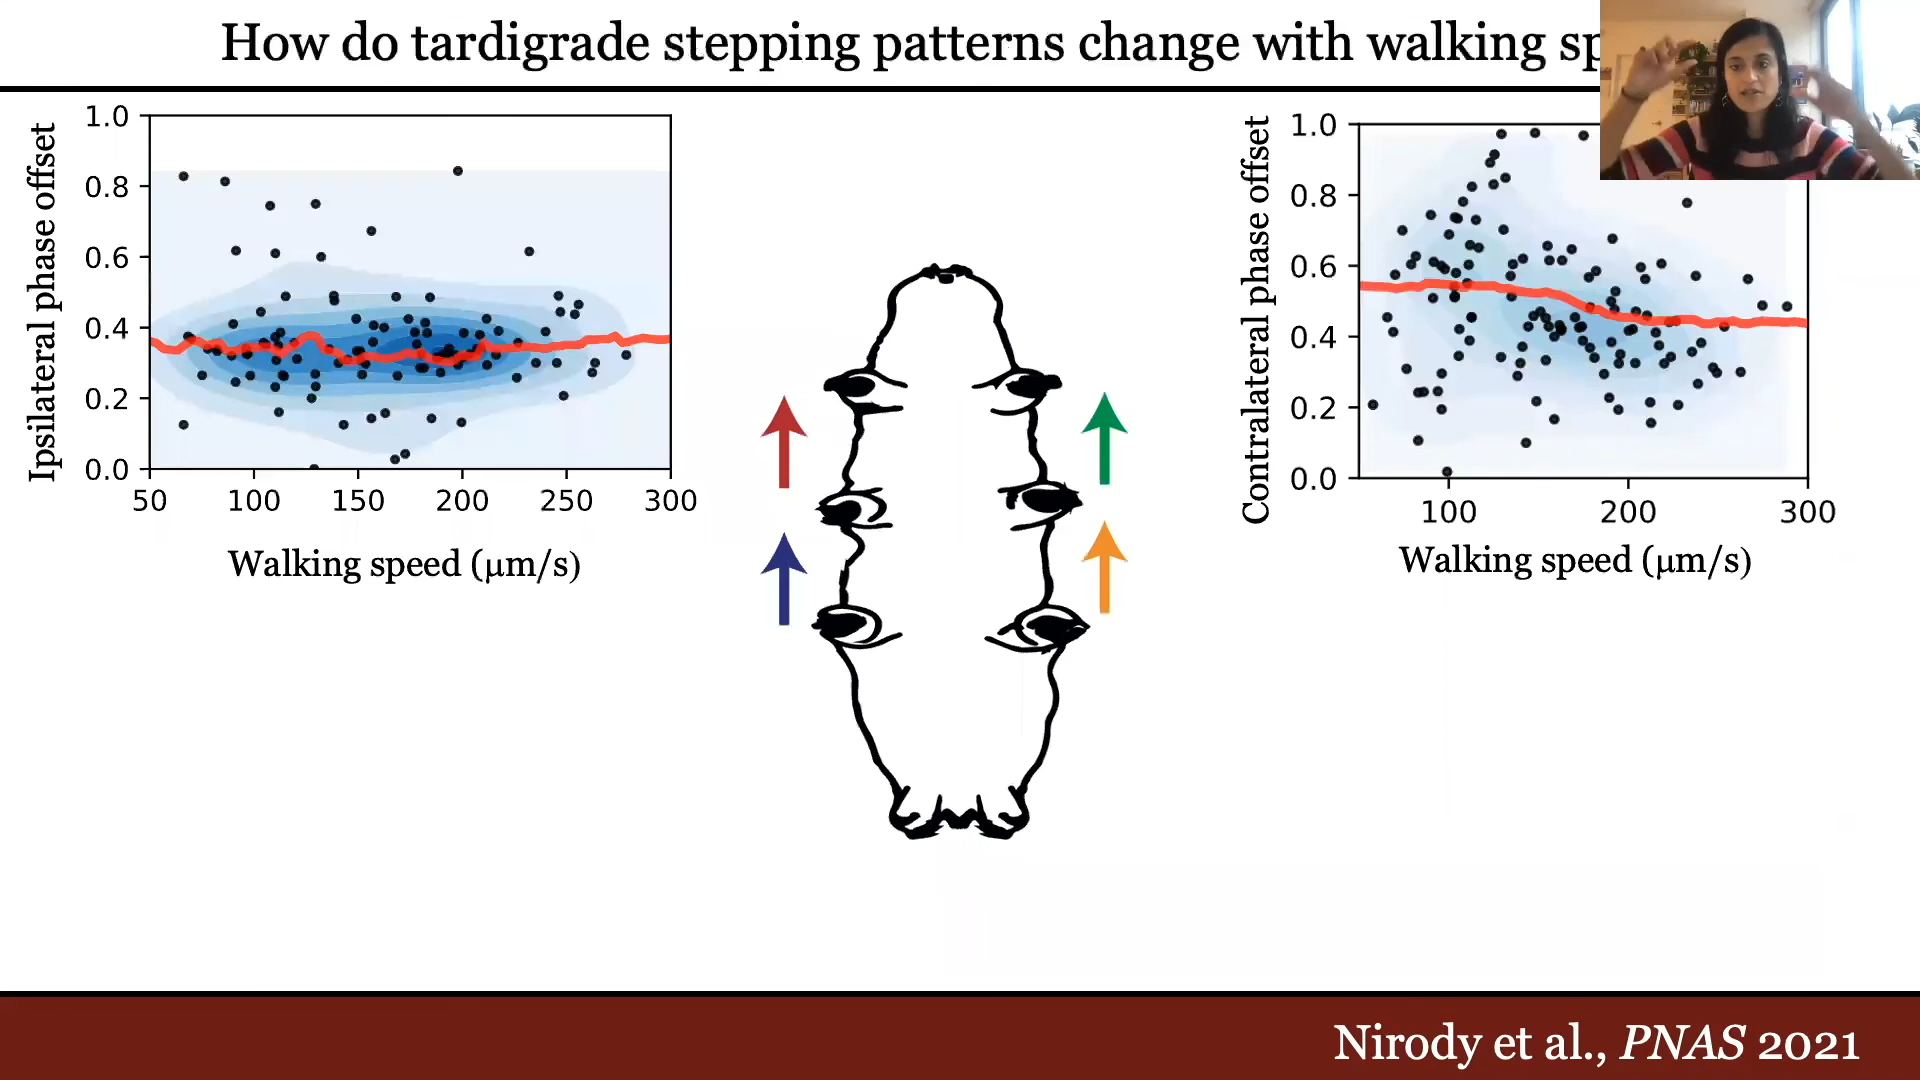 How do tardigrade stepping patterns change with walking
Ipsilateral phase offset
1.0
0.8
0.6
0.4
0.2
0.0
50 100 150 200 250 300
Walking speed (μm/s)
Contralateral phase offset
1.0
0.8
0.6
0.4
0.2
0.0
100 200 300
Walking speed (μm/s)
Nirody et al., PNAS 2021